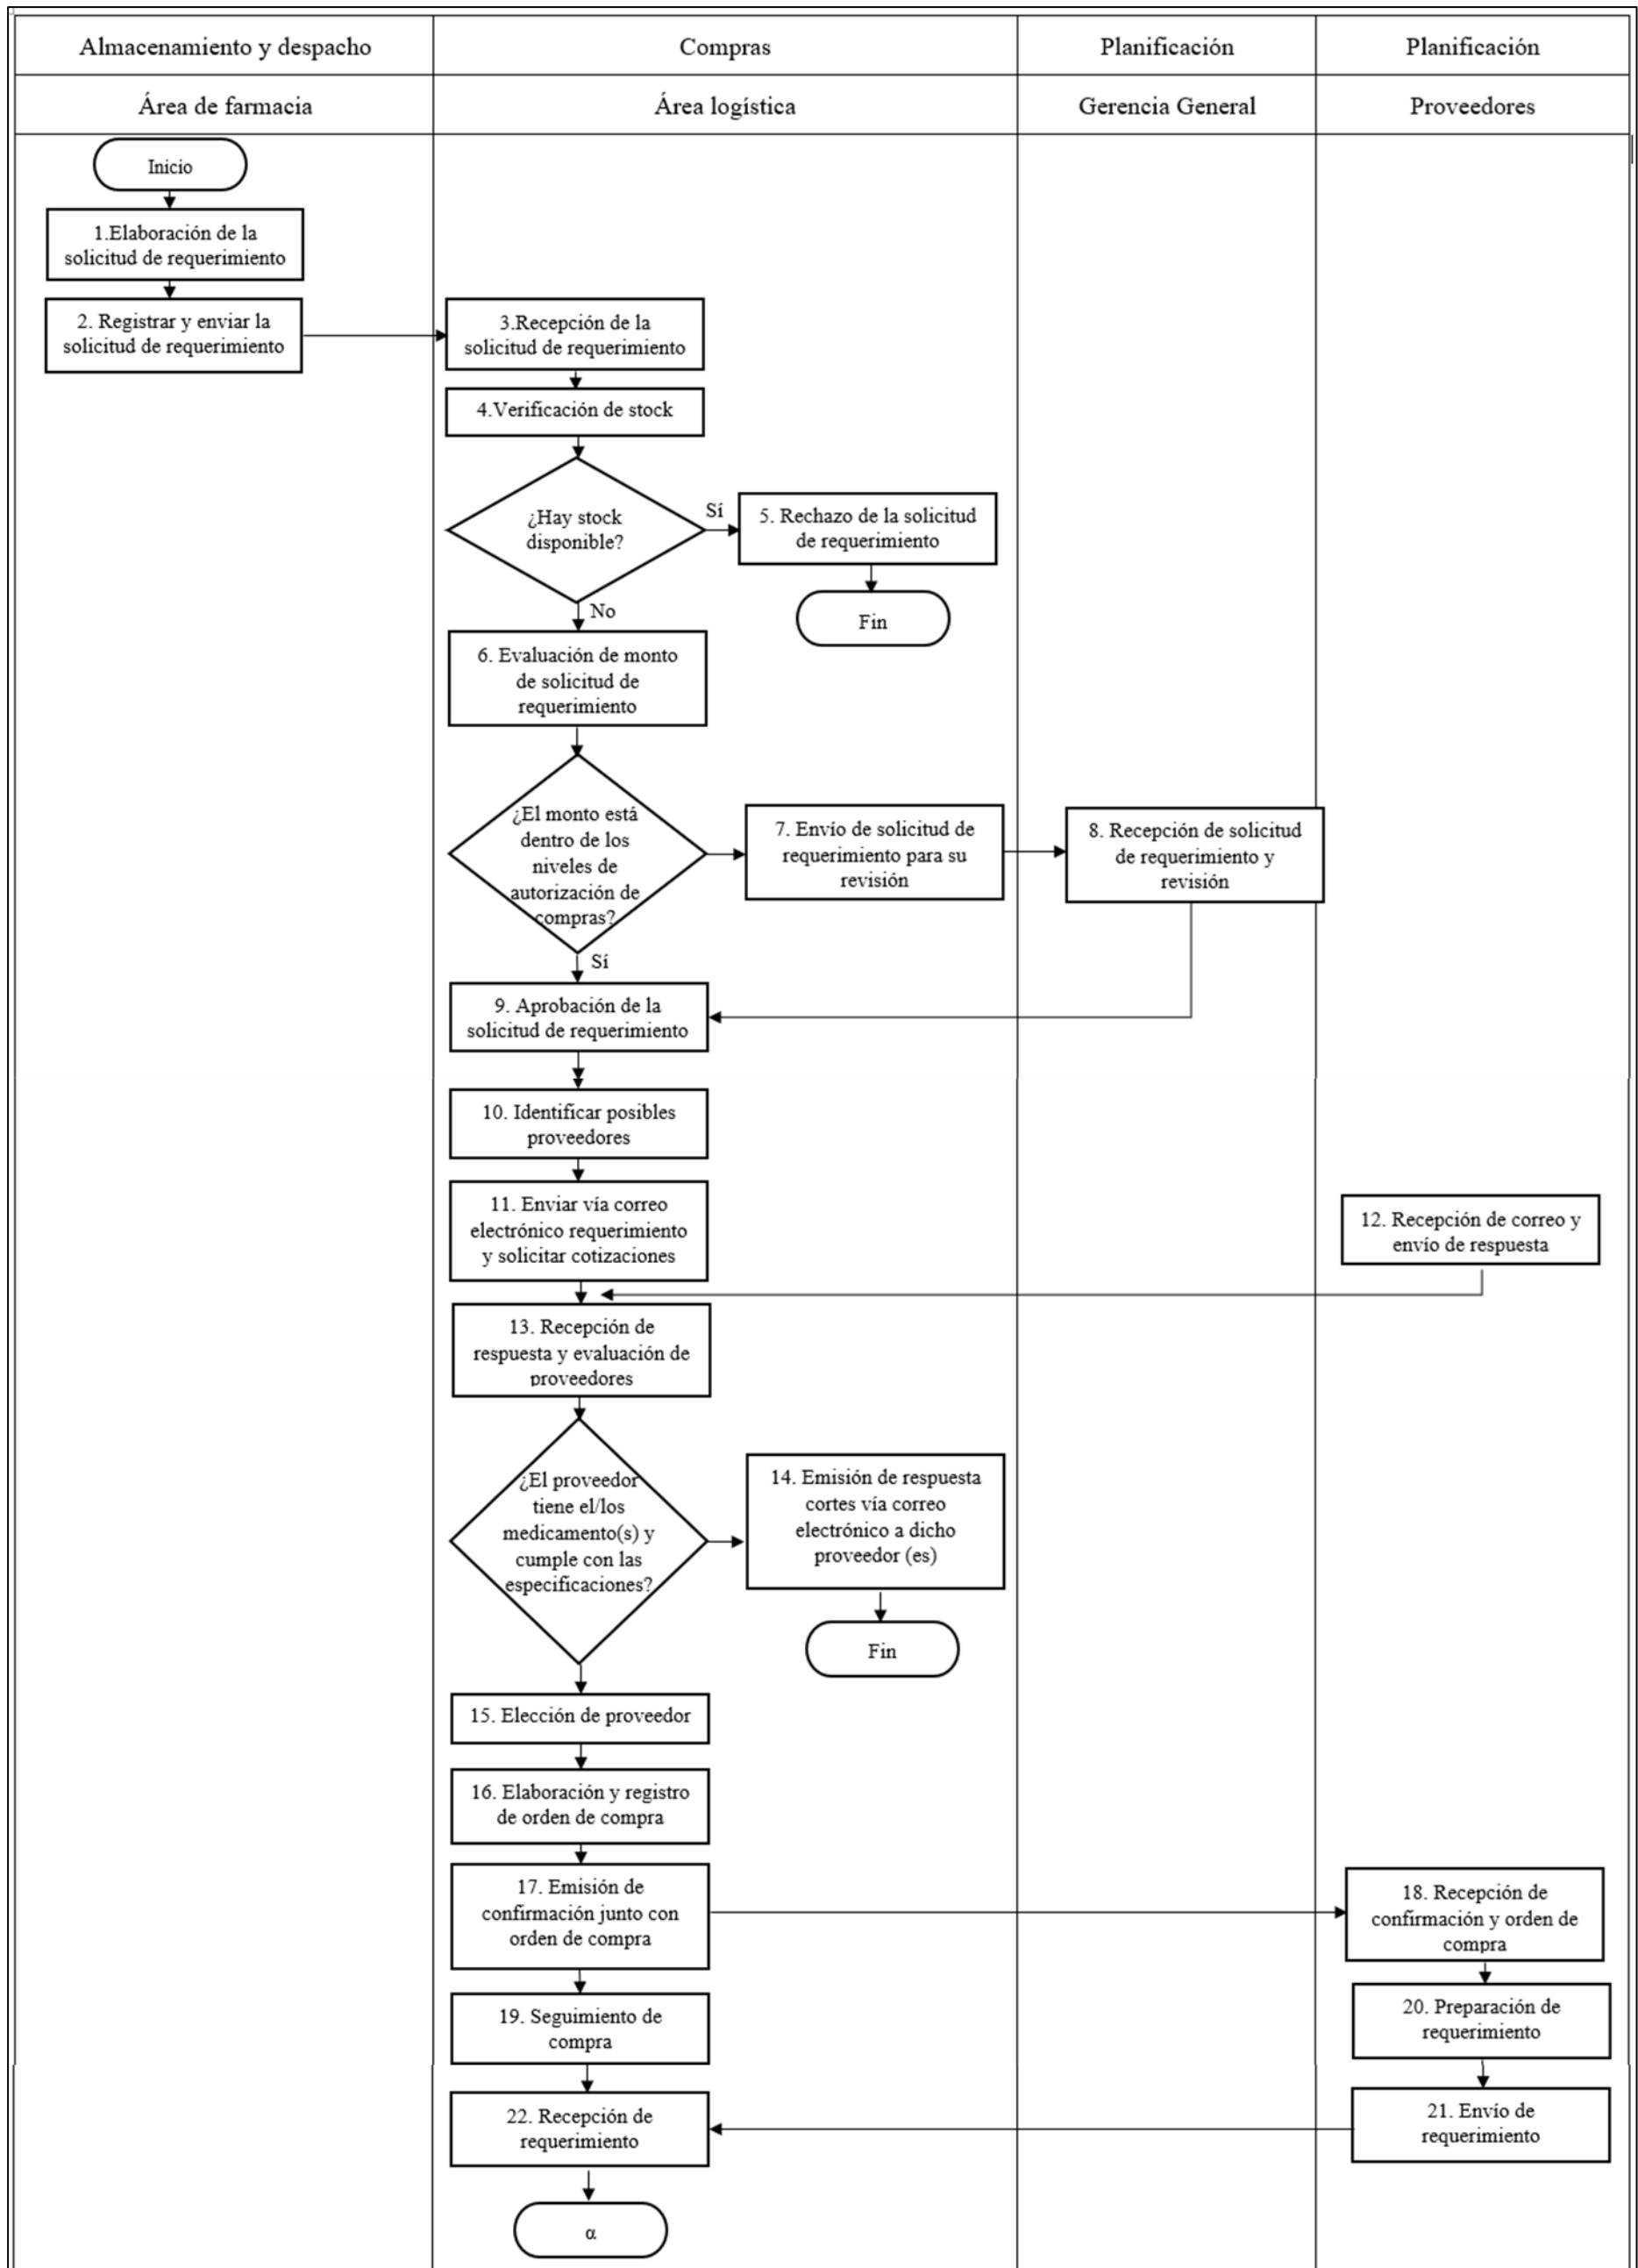 Almacenamiento y despacho
Compras
Planificación
Planificación
Área de farmacia
Área logística
Gerencia General
Proveedores
Inicio
1.Elaboración de la
solicitud de requerimiento
2. Registrar y enviar la
solicitud de requerimiento
3.Recepción de la
solicitud de requerimiento
4.Verificación de stock
¿Hay stock
disponible?
Sí
5. Rechazo de la solicitud
de requerimiento
Fin
No
6. Evaluación de monto
de solicitud de
requerimiento
¿El monto está
dentro de los
niveles de
autorización de
compras?
7. Envío de solicitud de
requerimiento para su
revisión
8. Recepción de solicitud
de requerimiento y
revisión
Sí
9. Aprobación de la
solicitud de requerimiento
10. Identificar posibles
proveedores
11. Enviar vía correo
electrónico requerimiento
y solicitar cotizaciones
12. Recepción de correo y
envío de respuesta
13. Recepción de
respuesta y evaluación de
proveedores
¿El proveedor
tiene el/los
medicamento(s) y
cumple con las
especificaciones?
14. Emisión de respuesta
cortes vía correo
electrónico a dicho
proveedor (es)
Fin
15. Elección de proveedor
16. Elaboración y registro
de orden de compra
17. Emisión de
confirmación junto con
orden de compra
18. Recepción de
confirmación y orden de
compra
19. Seguimiento de
compra
20. Preparación de
requerimiento
21. Envío de
requerimiento
22. Recepción de
requerimiento
α